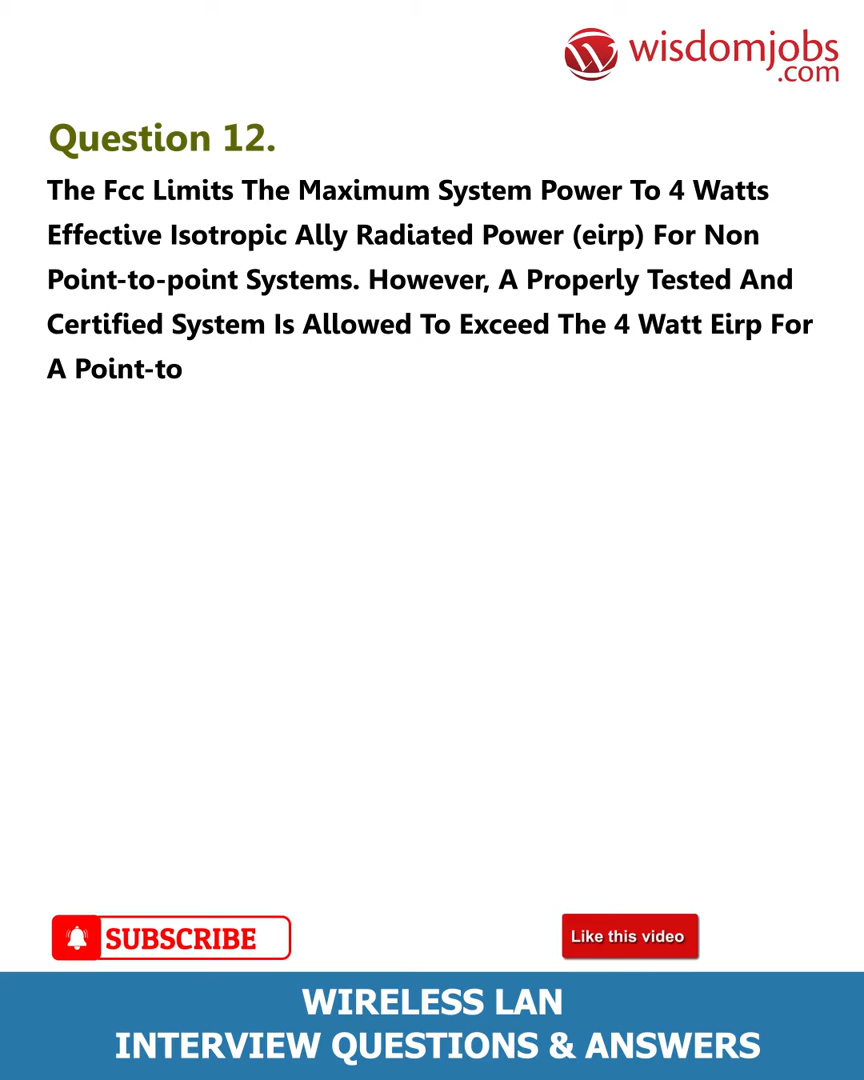 wisdomjobs
.com
Question 12.
The Fcc Limits The Maximum System Power To 4 Watts
Effective Isotropic Ally Radiated Power (eirp) For Non
Point-to-point Systems. However, A Properly Tested And
Certified System Is Allowed To Exceed The 4 Watt Eirp For
A Point-to
SUBSCRIBE
Like this video
WIRELESS LAN
INTERVIEW QUESTIONS & ANSWERS